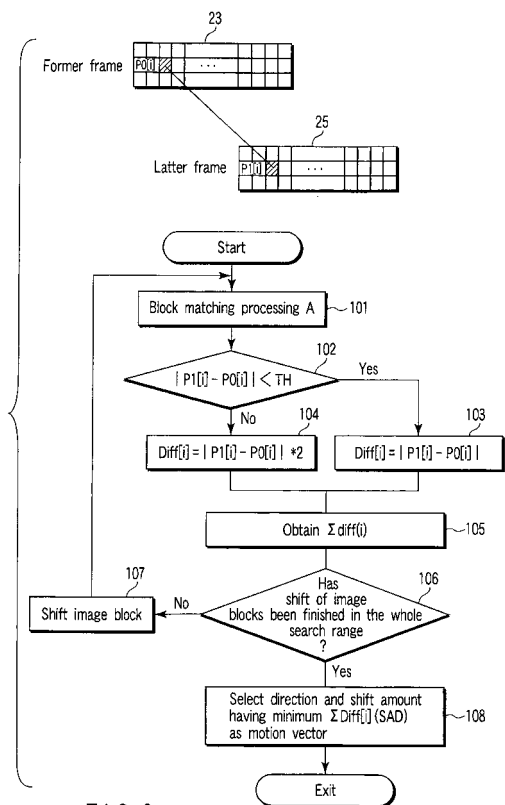 23
Former frame
P0[i]
...
25
Latter frame
P1[i]
...
Start
Block matching processing A
101
102
| P1[i] - P0[i] | < TH
Yes
No
104
103
Diff[i] = | P1[i] - P0[i] | *2
Diff[i] = | P1[i] - P0[i] |
Obtain Σdiff(i)
105
107
106
Shift image block
No
Has
shift of image
blocks been finished in the whole
search range
?
Yes
Select direction and shift amount
having minimum ΣDiff[i] (SAD)
as motion vector
108
Exit